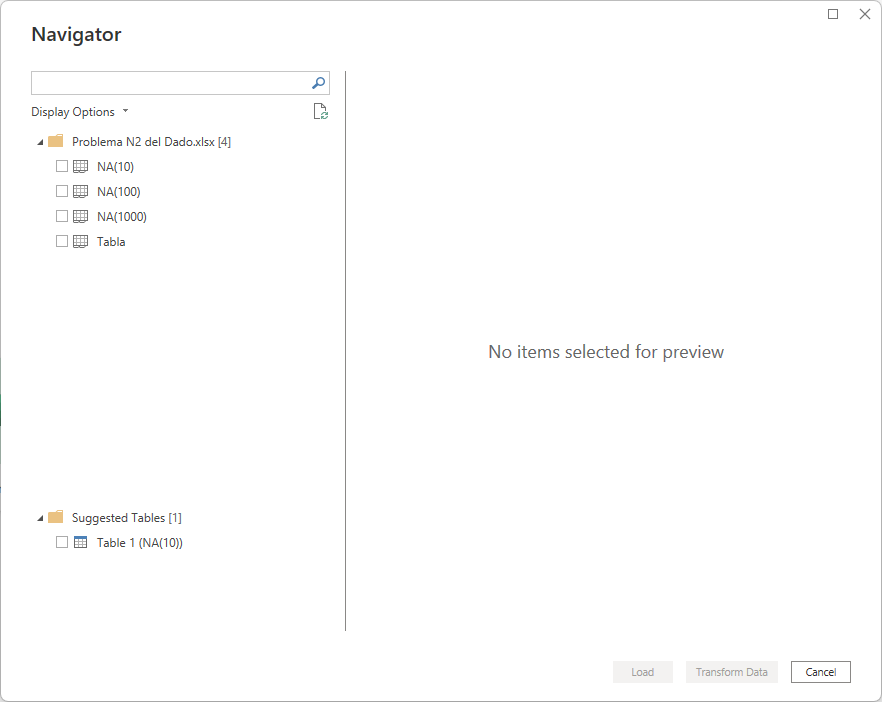 Navigator
Display Options
Problema N2 del Dado.xlsx [4]
NA(10)
NA(100)
NA(1000)
Tabla
No items selected for preview
Suggested Tables [1]
Table 1 (NA(10))
Load
Transform Data
Cancel